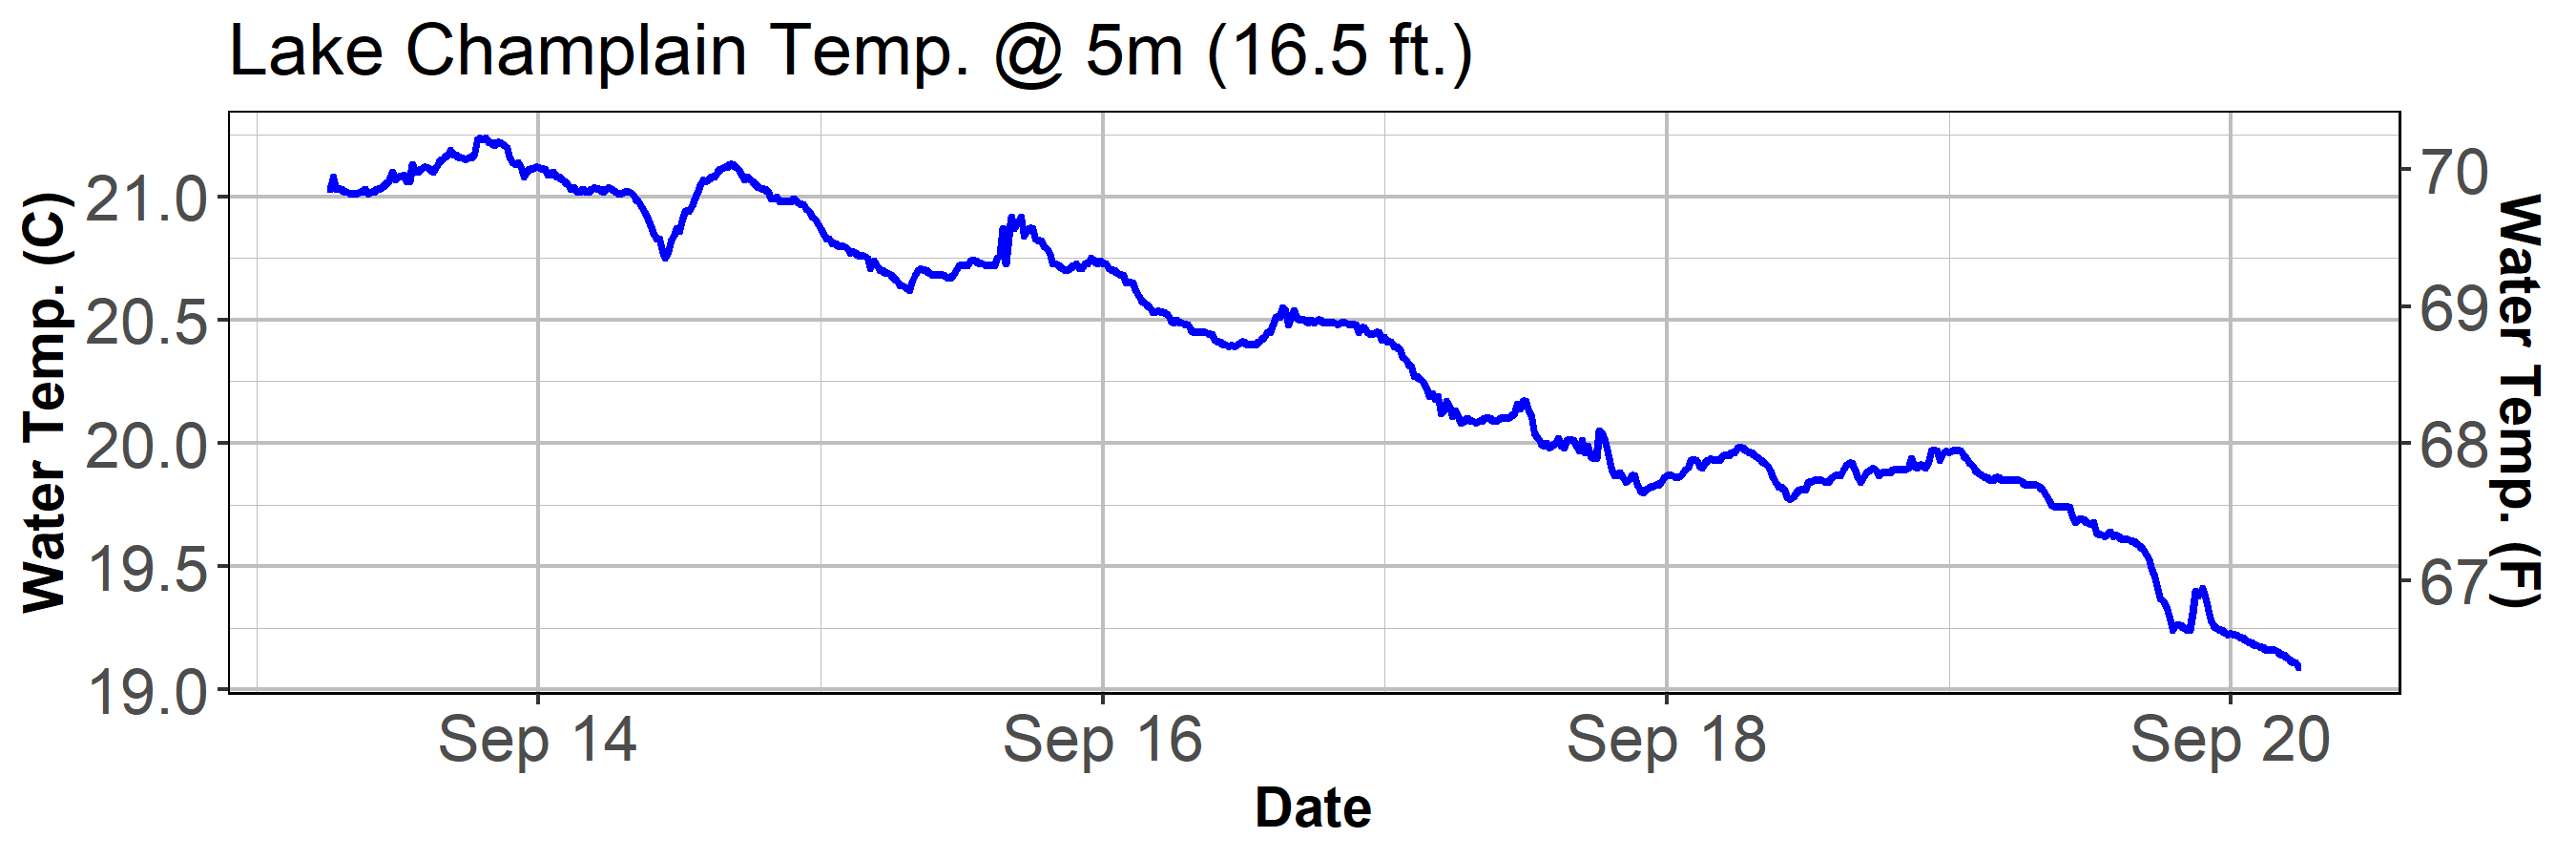 Lake Champlain Temp. @ 5m (16.5 ft.)
Water Temp. (C)
21.0
20.5
20.0
19.5
19.0
70
69
68
67
Water Temp. (F)
Sep 14
Sep 16
Sep 18
Sep 20
Date